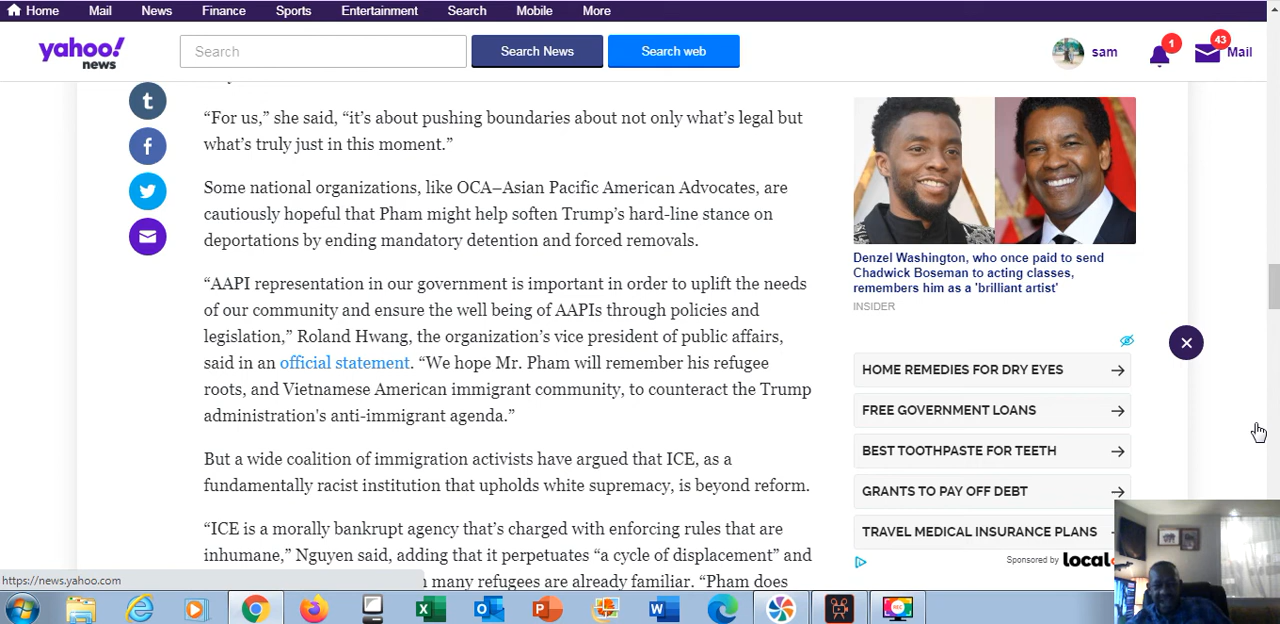 Home Mail News Finance Sports Entertainment Search Mobile More
yahoo!
news
Search
Search News
Search web
sam
1
43
Mail
“For us,” she said, “it’s about pushing boundaries about not only what’s legal but
what’s truly just in this moment.”
Some national organizations, like OCA–Asian Pacific American Advocates, are
cautiously hopeful that Pham might help soften Trump’s hard-line stance on
deportations by ending mandatory detention and forced removals.
“AAPI representation in our government is important in order to uplift the needs
of our community and ensure the well being of AAPIs through policies and
legislation,” Roland Hwang, the organization’s vice president of public affairs,
said in an official statement. “We hope Mr. Pham will remember his refugee
roots, and Vietnamese American immigrant community, to counteract the Trump
administration's anti-immigrant agenda.”
But a wide coalition of immigration activists have argued that ICE, as a
fundamentally racist institution that upholds white supremacy, is beyond reform.
“ICE is a morally bankrupt agency that’s charged with enforcing rules that are
inhumane,” Nguyen said, adding that it perpetuates “a cycle of displacement” and
many refugees are already familiar. “Pham does
Denzel Washington, who once paid to send
Chadwick Boseman to acting classes,
remembers him as a 'brilliant artist'
INSIDER
HOME REMEDIES FOR DRY EYES
FREE GOVERNMENT LOANS
BEST TOOTHPASTE FOR TEETH
GRANTS TO PAY OFF DEBT
TRAVEL MEDICAL INSURANCE PLANS
Sponsored by local
https://news.yahoo.com
REC